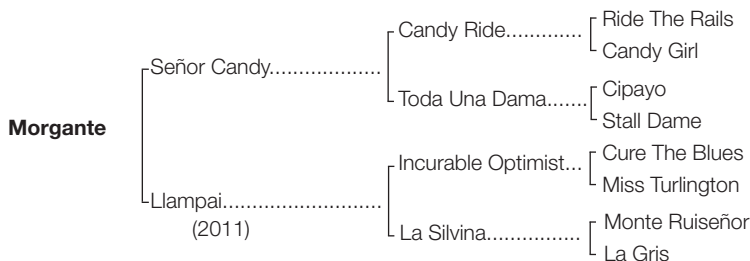 Ride The Rails
Candy Ride..............
Candy Girl
Señor Candy....................
Cipayo
Toda Una Dama.......
Stall Dame
Morgante
Cure The Blues
Incurable Optimist...
Miss Turlington
Llampai.............................
(2011)
Monte Ruiseñor
La Silvina.................
La Gris